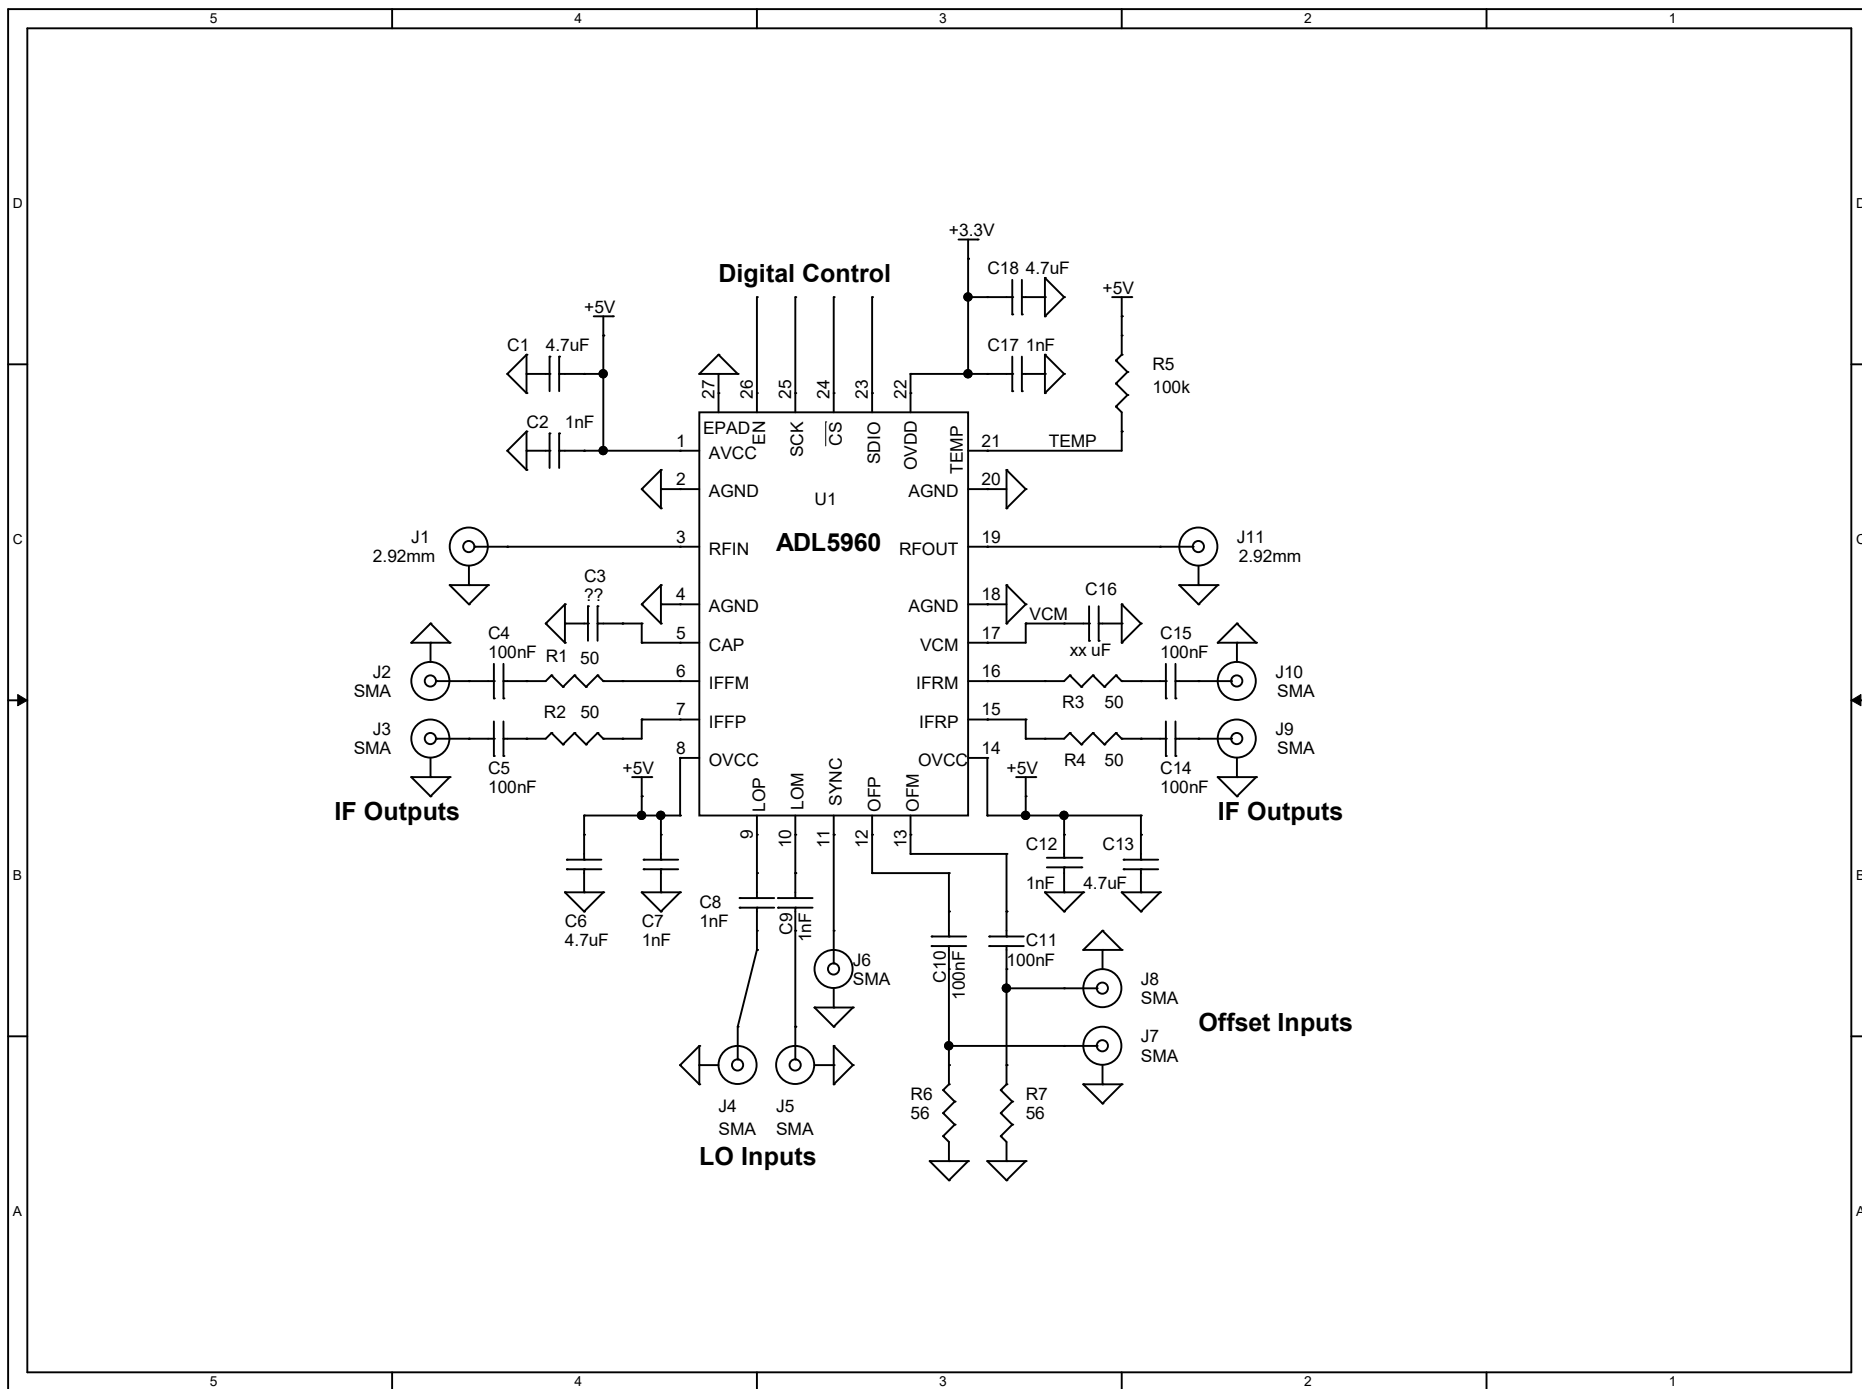 5 4 3 2 1
D D
+3.3V
Digital Control
C18 4.7uF
+5V
+5V
C1 4.7uF
C17 1nF
R5
100k
27 26 25 24 23 22
C2 1nF
EPAD EN SCK CS SDIO OVDD TEMP
1 AVCC
21 TEMP
2 AGND
U1
AGND 20
C C
J1
2.92mm
3 RFIN
ADL5960
RFOUT 19
J11
2.92mm
C3
??
4 AGND
AGND 18
C16
VCM
xx uF
5 CAP
VCM 17
C4
100nF
R1 50
C15
100nF
J2
SMA
6 IFFM
IFRM 16
R3 50
J10
SMA
R2 50
7 IFFP
IFRP 15
J3
SMA
R4 50
J9
SMA
8 OVCC
OVCC 14
C5
100nF
+5V
LOP LOM SYNC OFP OFM
+5V
C14
100nF
IF Outputs
IF Outputs
9 10 11 12 13
C12
1nF
C13
4.7uF
B B
C6
4.7uF
C7
1nF
C8
1nF
C9
1nF
J6
SMA
C10
100nF
C11
100nF
J8
SMA
Offset Inputs
J7
SMA
J4
SMA
J5
SMA
R6
56
R7
56
LO Inputs
A A
5 4 3 2 1